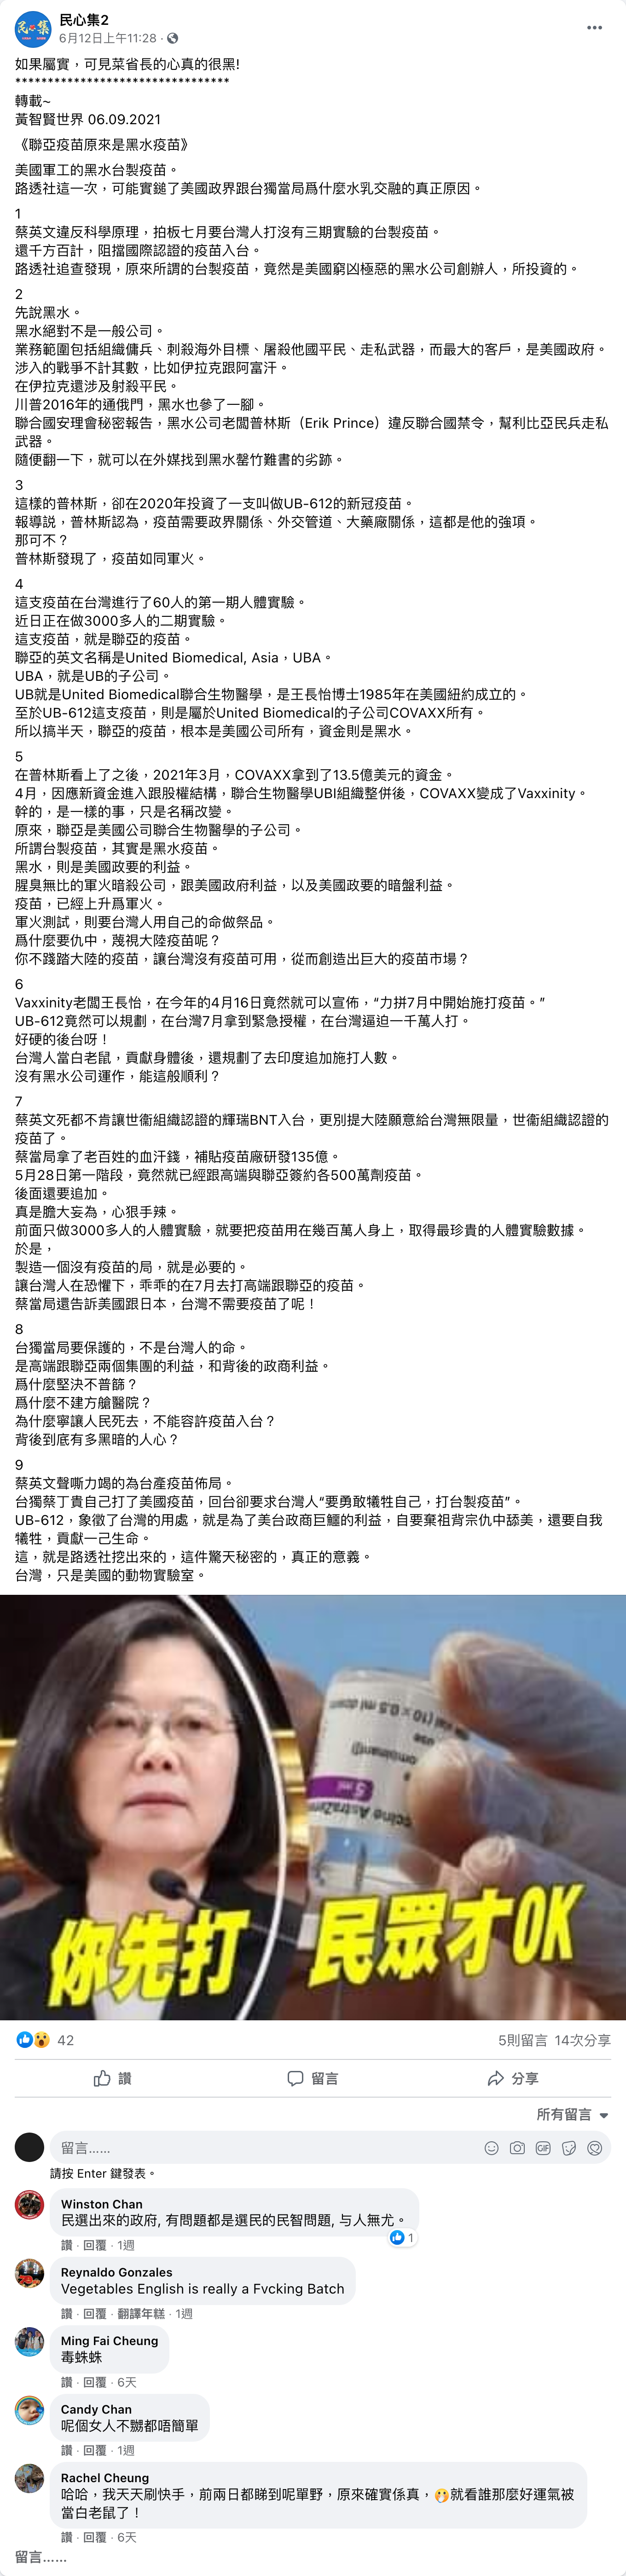 民心集2
6月12日上午11:28 ·
如果屬實，可見菜省長的心真的很黑!
*********************************
轉載~
黃智賢世界 06.09.2021
《聯亞疫苗原來是黑水疫苗》
美國軍工的黑水台製疫苗。
路透社這一次，可能實鎚了美國政界跟台獨當局爲什麼水乳交融的真正原因。
1
蔡英文違反科學原理，拍板七月要台灣人打沒有三期實驗的台製疫苗。
還千方百計，阻擋國際認證的疫苗入台。
路透社追查發現，原來所謂的台製疫苗，竟然是美國窮凶極惡的黑水公司創辦人，所投資的。
2
先說黑水。
黑水絕對不是一般公司。
業務範圍包括組織傭兵、刺殺海外目標、屠殺他國平民、走私武器，而最大的客戶，是美國政府。
涉入的戰爭不計其數，比如伊拉克跟阿富汗。
在伊拉克還涉及射殺平民。
川普2016年的通俄門，黑水也參了一腳。
聯合國安理會秘密報告，黑水公司老闆普林斯（Erik Prince）違反聯合國禁令，幫利比亞民兵走私
武器。
隨便翻一下，就可以在外媒找到黑水罄竹難書的劣跡。
3
這樣的普林斯，卻在2020年投資了一支叫做UB-612的新冠疫苗。
報導説，普林斯認為，疫苗需要政界關係、外交管道、大藥廠關係，這都是他的強項。
那可不？
普林斯發現了，疫苗如同軍火。
4
這支疫苗在台灣進行了60人的第一期人體實驗。
近日正在做3000多人的二期實驗。
這支疫苗，就是聯亞的疫苗。
聯亞的英文名稱是United Biomedical, Asia，UBA。
UBA，就是UB的子公司。
UB就是United Biomedical聯合生物醫學，是王長怡博士1985年在美國紐約成立的。
至於UB-612這支疫苗，則是屬於United Biomedical的子公司COVAXX所有。
所以搞半天，聯亞的疫苗，根本是美國公司所有，資金則是黑水。
5
在普林斯看上了之後，2021年3月，COVAXX拿到了13.5億美元的資金。
4月，因應新資金進入跟股權結構，聯合生物醫學UBI組織整併後，COVAXX變成了Vaxxinity。
幹的，是一樣的事，只是名稱改變。
原來，聯亞是美國公司聯合生物醫學的子公司。
所謂台製疫苗，其實是黑水疫苗。
黑水，則是美國政要的利益。
腥臭無比的軍火暗殺公司，跟美國政府利益，以及美國政要的暗盤利益。
疫苗，已經上升爲軍火。
軍火測試，則要台灣人用自己的命做祭品。
爲什麼要仇中，蔑視大陸疫苗呢？
你不踐踏大陸的疫苗，讓台灣沒有疫苗可用，從而創造出巨大的疫苗市場？
6
Vaxxinity老闆王長怡，在今年的4月16日竟然就可以宣佈，“力拼7月中開始施打疫苗。”
UB-612竟然可以規劃，在台灣7月拿到緊急授權，在台灣逼迫一千萬人打。
好硬的後台呀！
台灣人當白老鼠，貢獻身體後，還規劃了去印度追加施打人數。
沒有黑水公司運作，能這般順利？
7
蔡英文死都不肯讓世衞組織認證的輝瑞BNT入台，更別提大陸願意給台灣無限量，世衞組織認證的
疫苗了。
蔡當局拿了老百姓的血汗錢，補貼疫苗廠研發135億。
5月28日第一階段，竟然就已經跟高端與聯亞簽約各500萬劑疫苗。
後面還要追加。
真是膽大妄為，心狠手辣。
前面只做3000多人的人體實驗，就要把疫苗用在幾百萬人身上，取得最珍貴的人體實驗數據。
於是，
製造一個沒有疫苗的局，就是必要的。
讓台灣人在恐懼下，乖乖的在7月去打高端跟聯亞的疫苗。
蔡當局還告訴美國跟日本，台灣不需要疫苗了呢！
8
台獨當局要保護的，不是台灣人的命。
是高端跟聯亞兩個集團的利益，和背後的政商利益。
爲什麼堅決不普篩？
爲什麼不建方艙醫院？
為什麼寧讓人民死去，不能容許疫苗入台？
背後到底有多黑暗的人心？
9
蔡英文聲嘶力竭的為台產疫苗佈局。
台獨蔡丁貴自己打了美國疫苗，回台卻要求台灣人“要勇敢犧牲自己，打台製疫苗”。
UB-612，象徵了台灣的用處，就是為了美台政商巨鱷的利益，自要棄祖背宗仇中舔美，還要自我
犧牲，貢獻一己生命。
這，就是路透社挖出來的，這件驚天秘密的，真正的意義。
台灣，只是美國的動物實驗室。
你先打 民眾才OK
42
5則留言 14次分享
讚 留言 分享
所有留言
留言……
GIF
請按 Enter 鍵發表。
Winston Chan
民選出來的政府, 有問題都是選民的民智問題, 与人無尤。
1
讚 · 回覆 · 1週
Reynaldo Gonzales
Vegetables English is really a Fvcking Batch
讚 · 回覆 · 翻譯年糕 · 1週
Ming Fai Cheung
毒蛛蛛
讚 · 回覆 · 6天
Candy Chan
呢個女人不嬲都唔簡單
讚 · 回覆 · 1週
Rachel Cheung
哈哈，我天天刷快手，前兩日都睇到呢單野，原來確實係真，🤭就看誰那麼好運氣被
當白老鼠了！
讚 · 回覆 · 6天
留言……